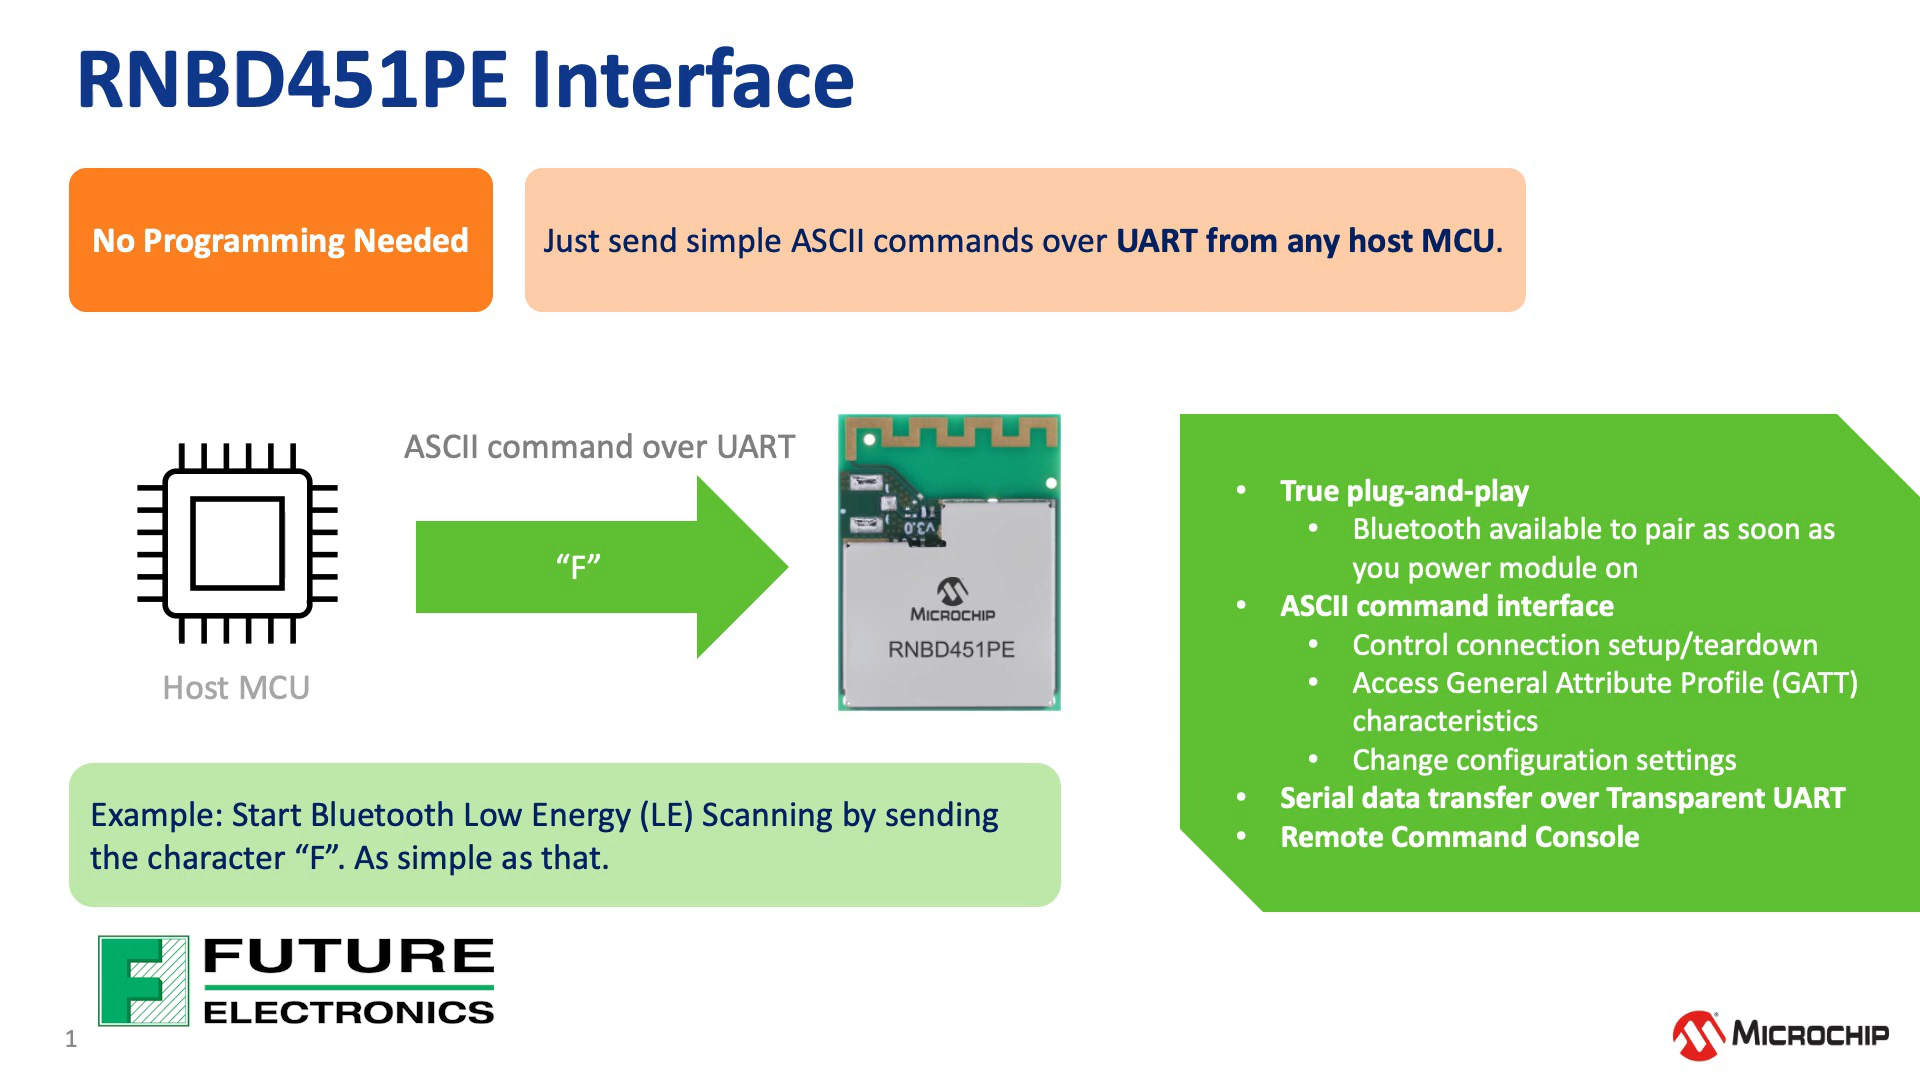 RNBD451PE Interface
No Programming Needed
Just send simple ASCII commands over UART from any host MCU.
ASCII command over UART
“F”
Host MCU
v3.0
MICROCHIP
RNBD451PE
• True plug-and-play
• Bluetooth available to pair as soon as
you power module on
• ASCII command interface
• Control connection setup/teardown
• Access General Attribute Profile (GATT)
characteristics
• Change configuration settings
• Serial data transfer over Transparent UART
• Remote Command Console
Example: Start Bluetooth Low Energy (LE) Scanning by sending
the character “F”. As simple as that.
FUTURE
ELECTRONICS
1
MICROCHIP